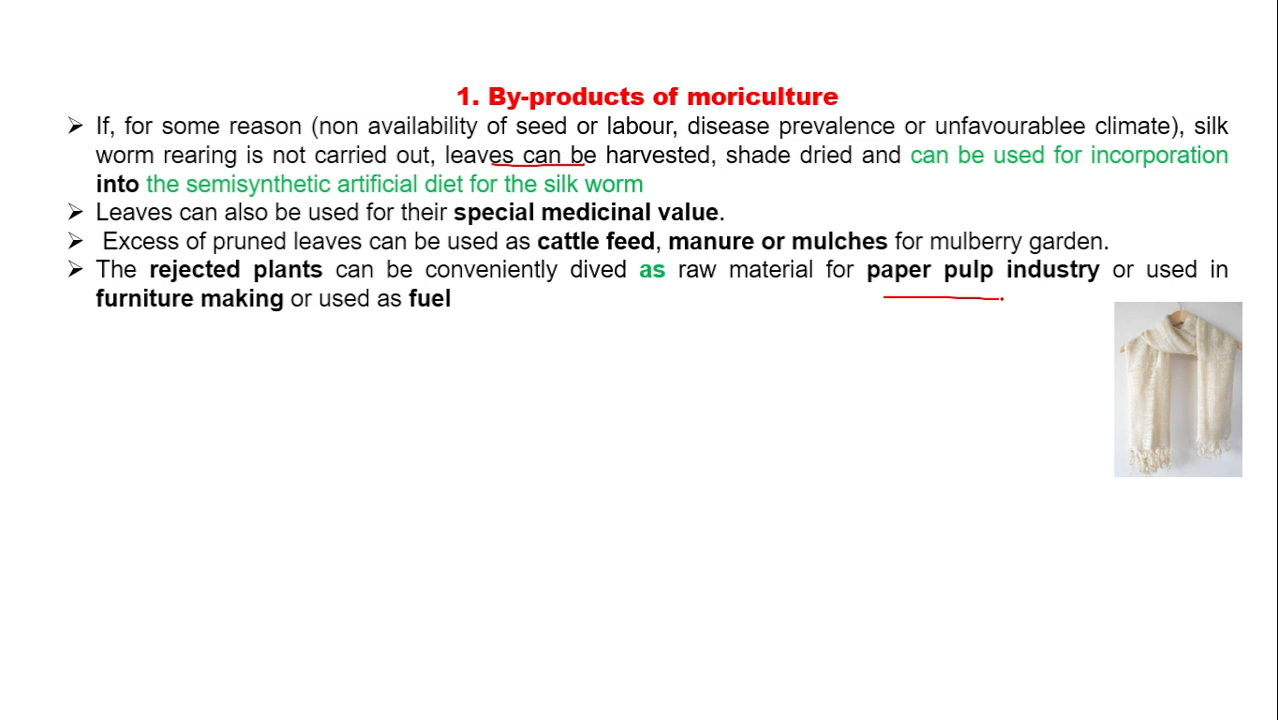 1. By-products of moriculture
➢ If, for some reason (non availability of seed or labour, disease prevalence or unfavourablee climate), silk
worm rearing is not carried out, leaves can be harvested, shade dried and can be used for incorporation
into the semisynthetic artificial diet for the silk worm
➢ Leaves can also be used for their special medicinal value.
➢ Excess of pruned leaves can be used as cattle feed, manure or mulches for mulberry garden.
➢ The rejected plants can be conveniently dived as raw material for paper pulp industry or used in
furniture making or used as fuel